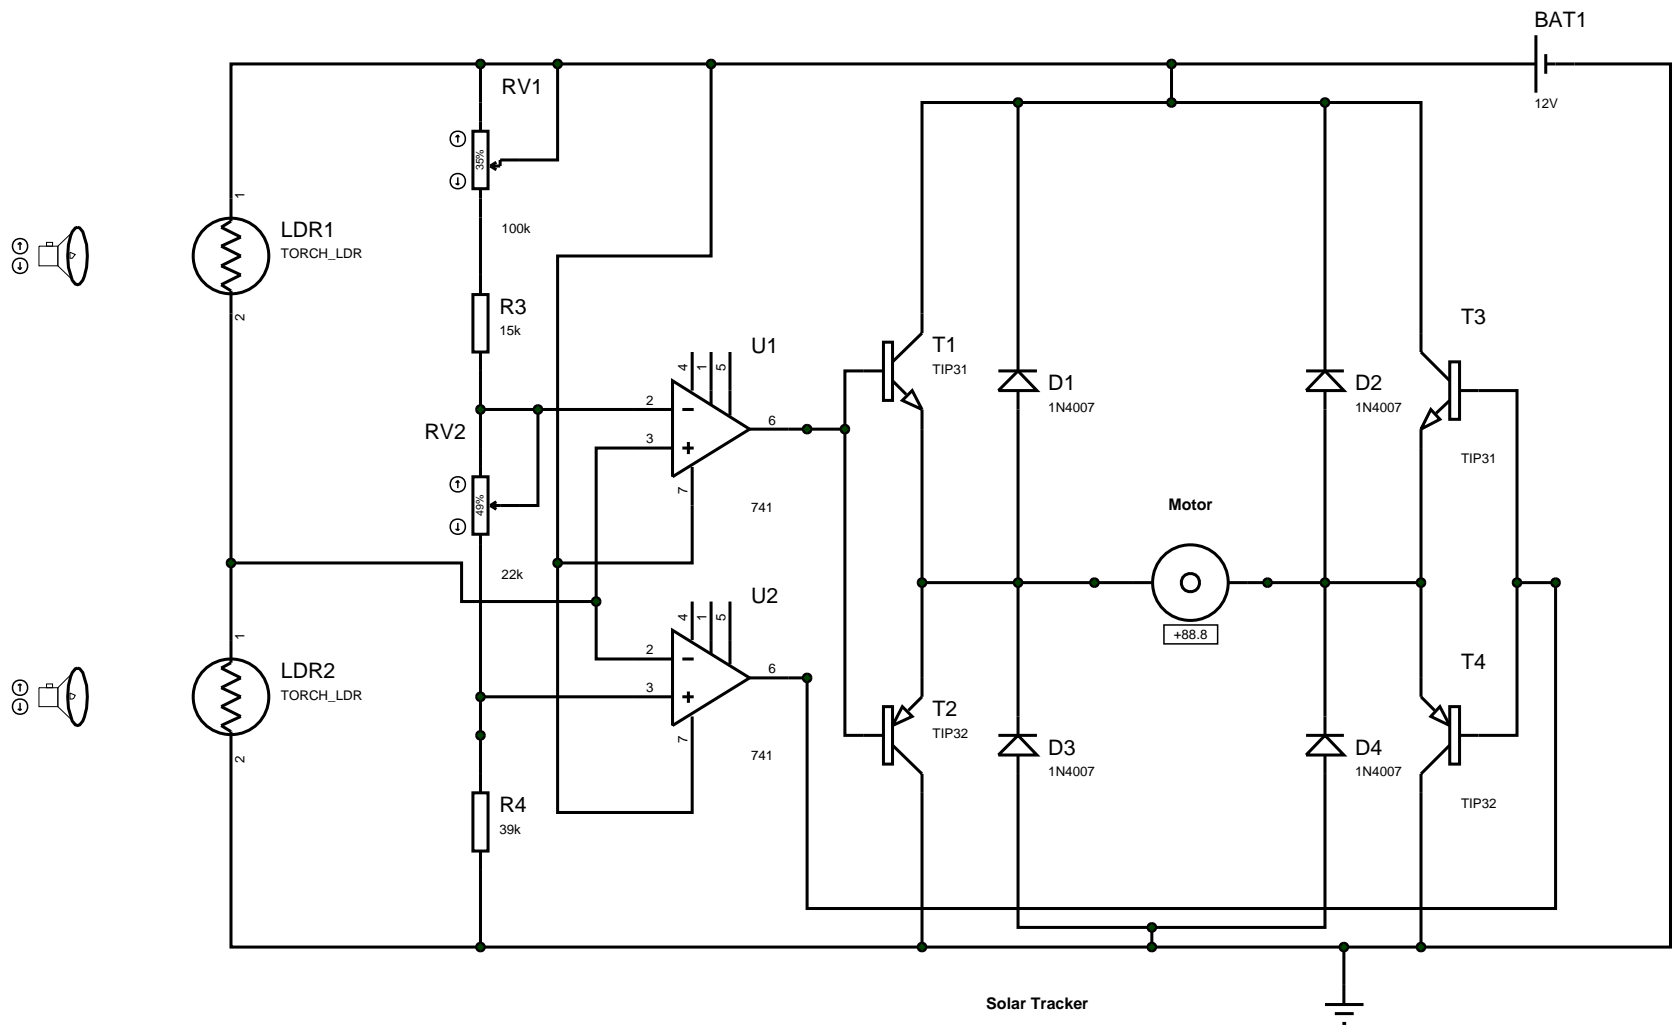 BAT1
12V
RV1
35%
100k
1
LDR1
TORCH_LDR
2
R3
15k
U1
4
1
5
2
3
6
7
741
RV2
49%
22k
T1
TIP31
D1
1N4007
D2
1N4007
T3
TIP31
Motor
+88.8
U2
4
1
5
2
3
6
7
741
1
LDR2
TORCH_LDR
2
T2
TIP32
D3
1N4007
D4
1N4007
T4
TIP32
R4
39k
Solar Tracker